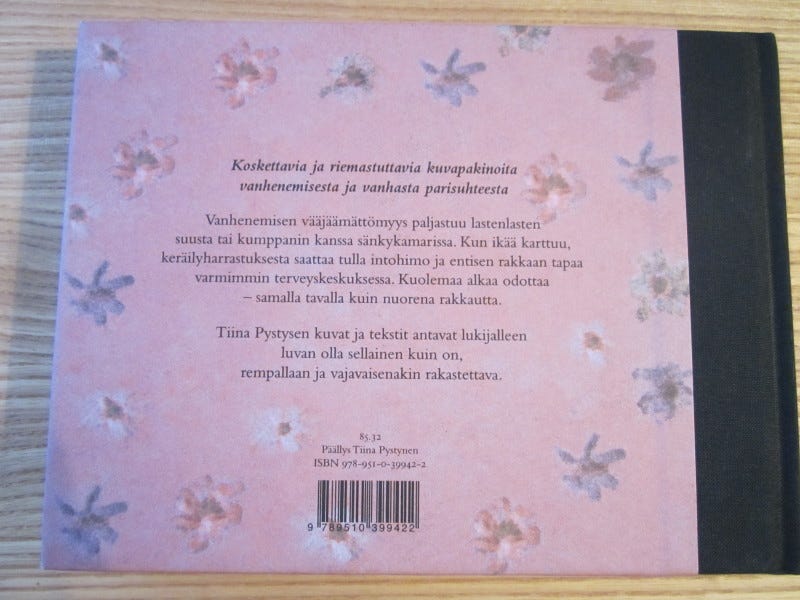 Koskettavia ja riemastuttavia kuvapakinoita
vanhenemisesta ja vanhasta parisuhteesta
Vanhenemisen vääjäämättömyys paljastuu lastenlasten
suusta tai kumppanin kanssa sänkykamarissa. Kun ikää karttuu,
keräilyharrastuksesta saattaa tulla intohimo ja entisen rakkaan tapaa
varmimmin terveyskeskuksessa. Kuolemaa alkaa odottaa
– samalla tavalla kuin nuorena rakkautta.
Tiina Pystysen kuvat ja tekstit antavat lukijalleen
luvan olla sellainen kuin on,
rempallaan ja vajavaisenakin rakastettava.
85.32
Päällys Tiina Pystynen
ISBN 978-951-0-39942-2
9 789510 399422